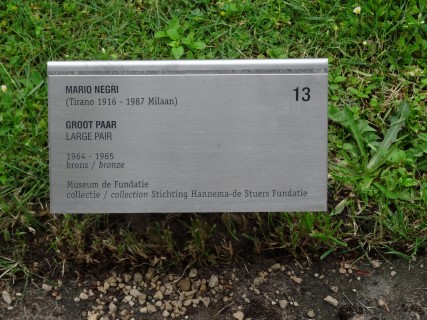 MARIO NEGRI 13
(Tirano 1916 - 1987 Milaan)
GROOT PAAR
LARGE PAIR
1964 - 1965
brons / bronze
Museum de Fundatie
collectie / collection Stichting Hannema-de Stuers Fundatie